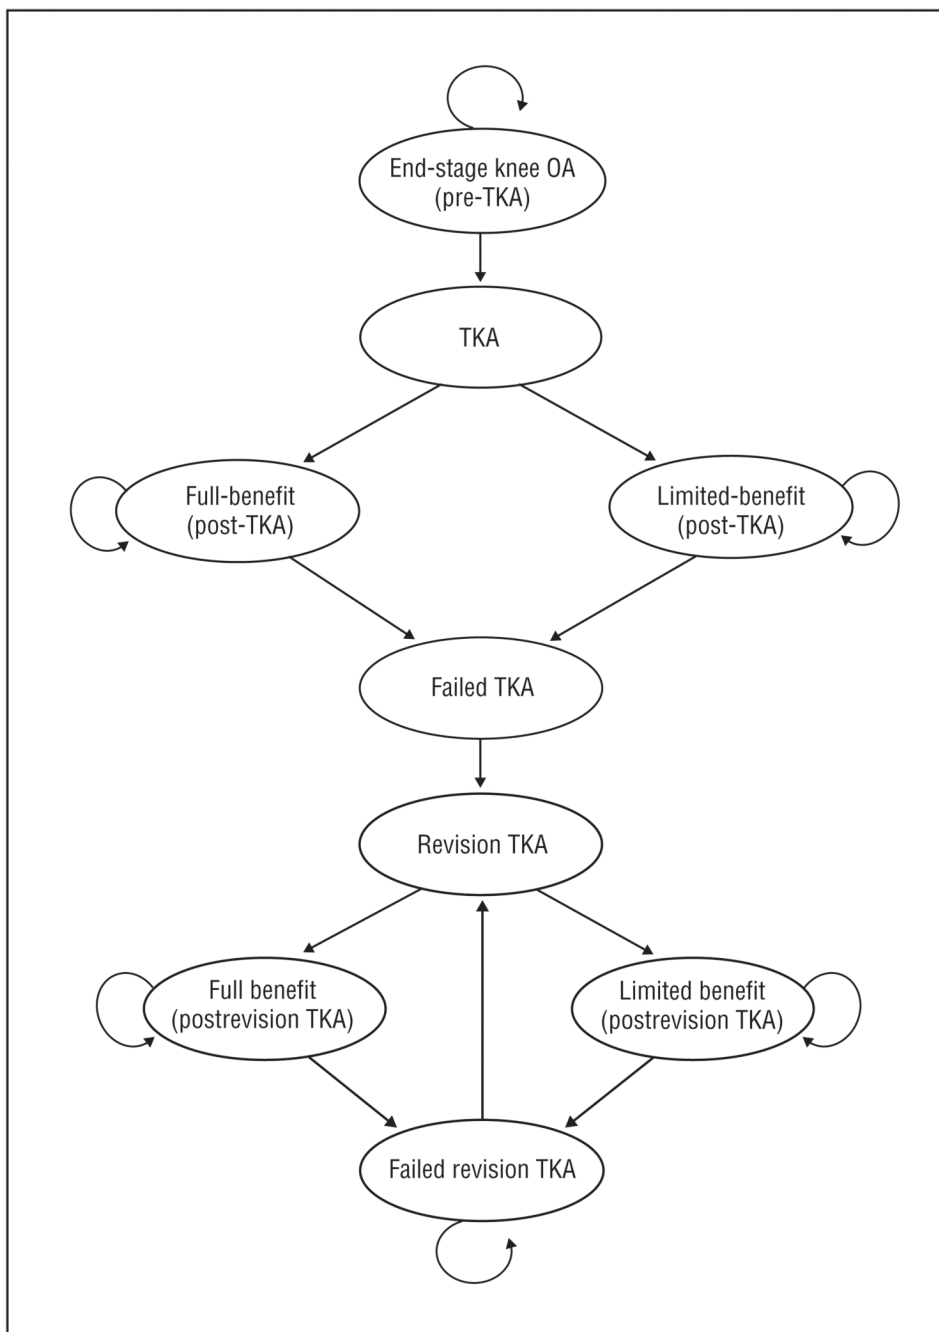 End-stage knee OA
(pre-TKA)
TKA
Full-benefit
(post-TKA)
Limited-benefit
(post-TKA)
Failed TKA
Revision TKA
Full benefit
(postrevision TKA)
Limited benefit
(postrevision TKA)
Failed revision TKA